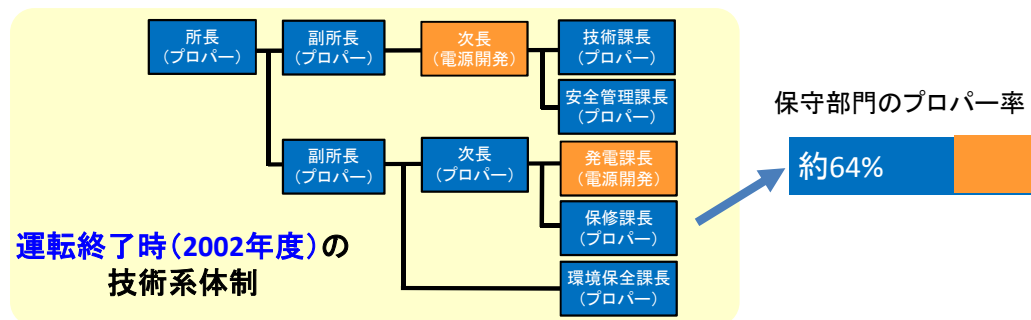 所長
(プロパー)
副所長
(プロパー)
次長
(電源開発)
技術課長
(プロパー)
安全管理課長
(プロパー)
副所長
(プロパー)
次長
(プロパー)
発電課長
(電源開発)
保修課長
(プロパー)
環境保全課長
(プロパー)
運転終了時(2002年度)の
技術系体制
保守部門のプロパー率
約64%